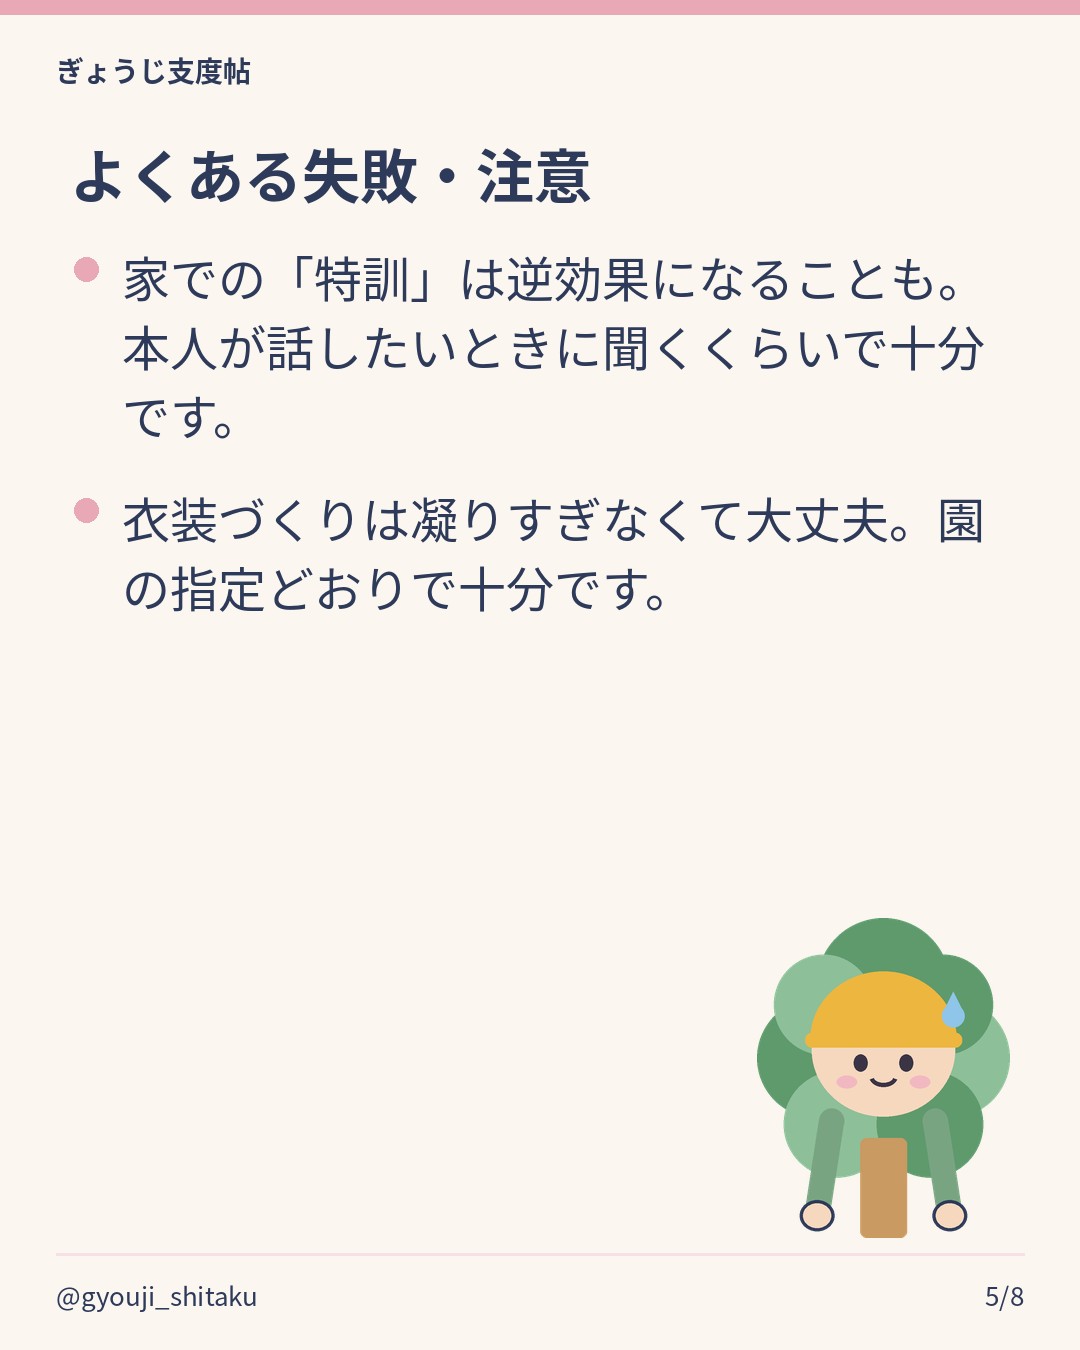 ぎょうじ支度帖
よくある失敗・注意
家での「特訓」は逆効果になることも。
本人が話したいときに聞くくらいで十分
です。
衣装づくりは凝りすぎなくて大丈夫。園
の指定どおりで十分です。
@gyouji_shitaku
5/8